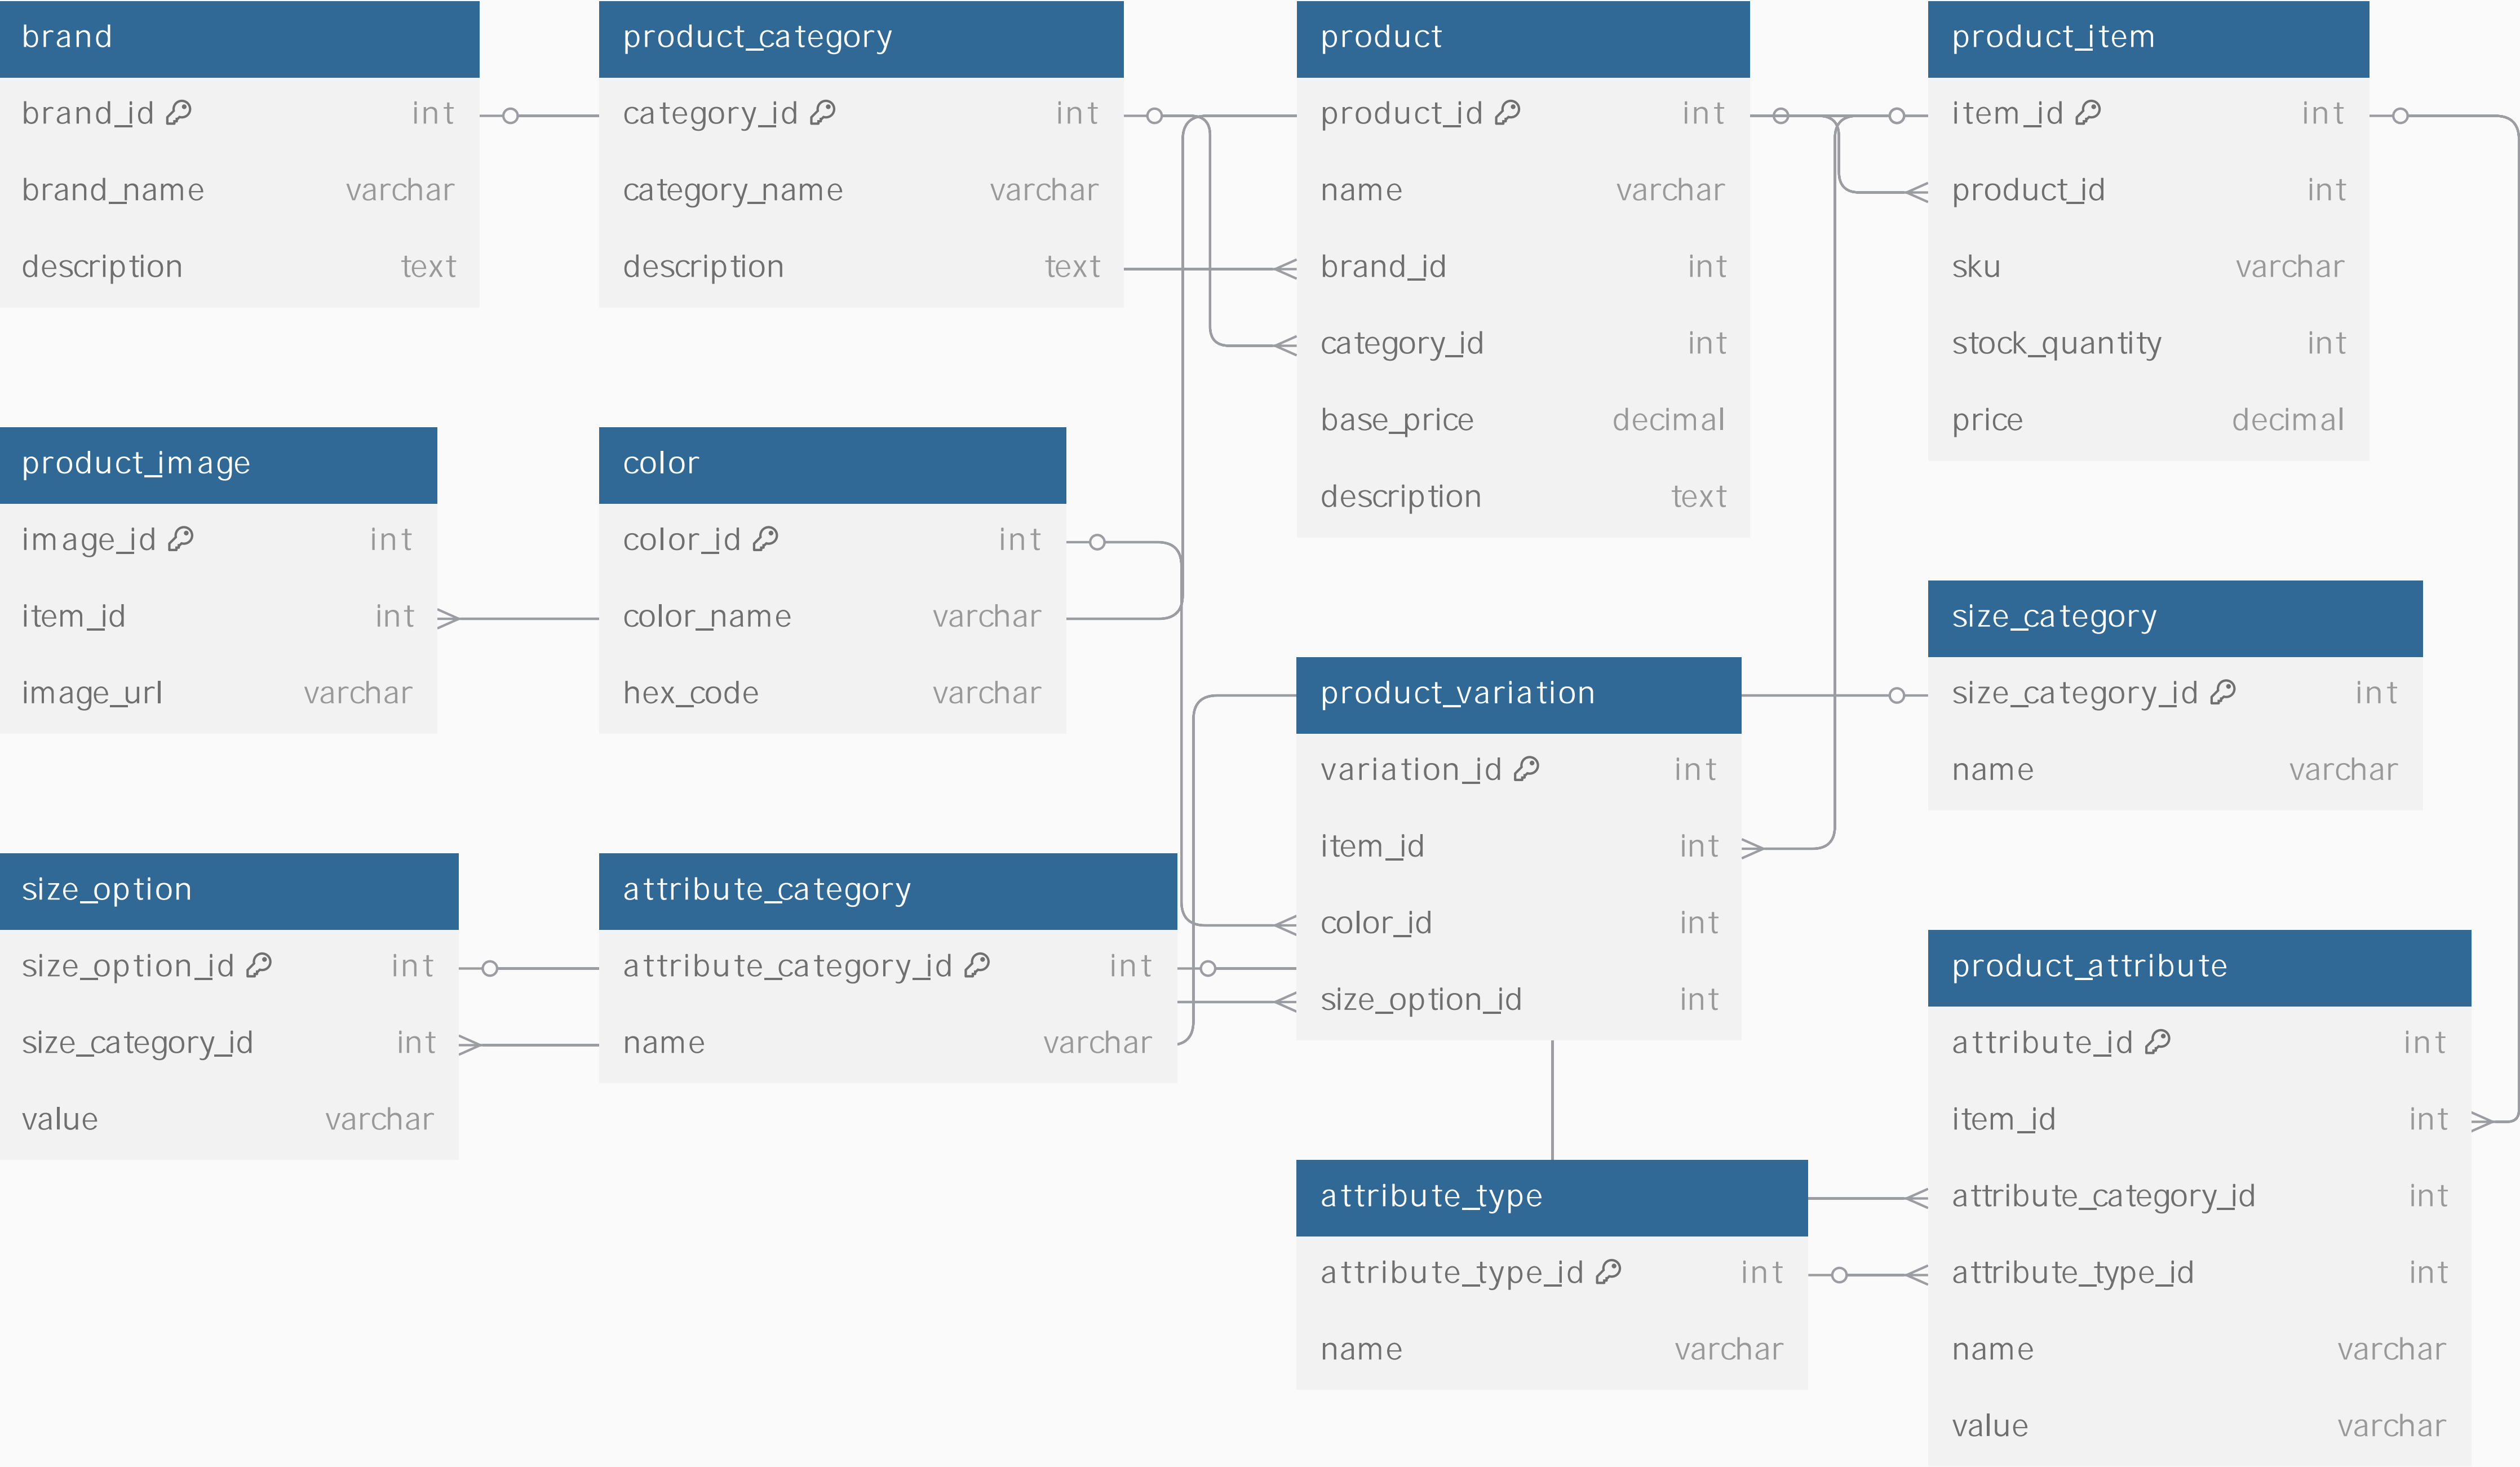 brand
brand_id int
brand_name varchar
description text
product_category
category_id int
category_name varchar
description text
product
product_id int
name varchar
brand_id int
category_id int
base_price decimal
description text
product_item
item_id int
product_id int
sku varchar
stock_quantity int
price decimal
product_image
image_id int
item_id int
image_url varchar
color
color_id int
color_name varchar
hex_code varchar
product_variation
variation_id int
item_id int
color_id int
size_option_id int
size_category
size_category_id int
name varchar
size_option
size_option_id int
size_category_id int
value varchar
attribute_category
attribute_category_id int
name varchar
attribute_type
attribute_type_id int
name varchar
product_attribute
attribute_id int
item_id int
attribute_category_id int
attribute_type_id int
name varchar
value varchar